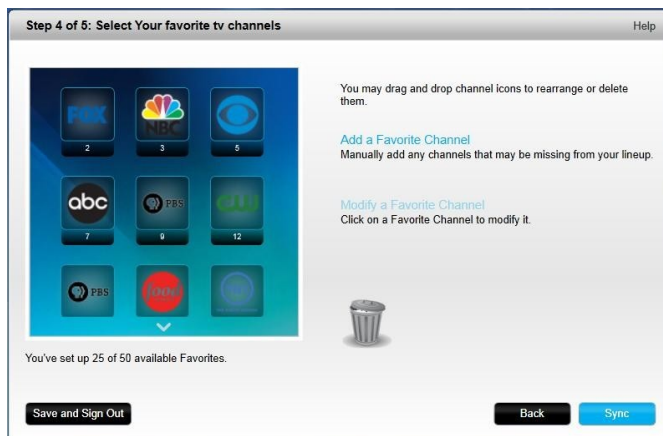 Step 4 of 5: Select Your favorite tv channels
Help
FOX
NBC
2
3
5
abc
PBS
CW
7
9
12
PBS
food
You may drag and drop channel icons to rearrange or delete
them.
Add a Favorite Channel
Manually add any channels that may be missing from your lineup.
Modify a Favorite Channel
Click on a Favorite Channel to modify it.
You've set up 25 of 50 available Favorites.
Save and Sign Out
Back
Sync